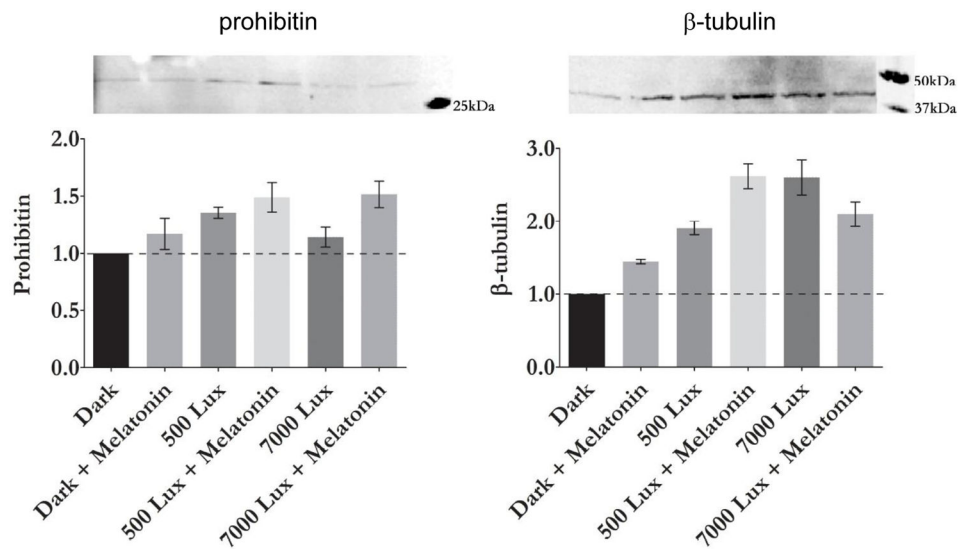 prohibitin
25kDa
Prohibitin
2.0
1.5
1.0
0.5
0.0
Dark
Dark + Melatonin
500 Lux
500 Lux + Melatonin
7000 Lux
7000 Lux + Melatonin
β-tubulin
50kDa
37kDa
β-tubulin
3.0
2.0
1.0
0.0
Dark
Dark + Melatonin
500 Lux
500 Lux + Melatonin
7000 Lux
7000 Lux + Melatonin